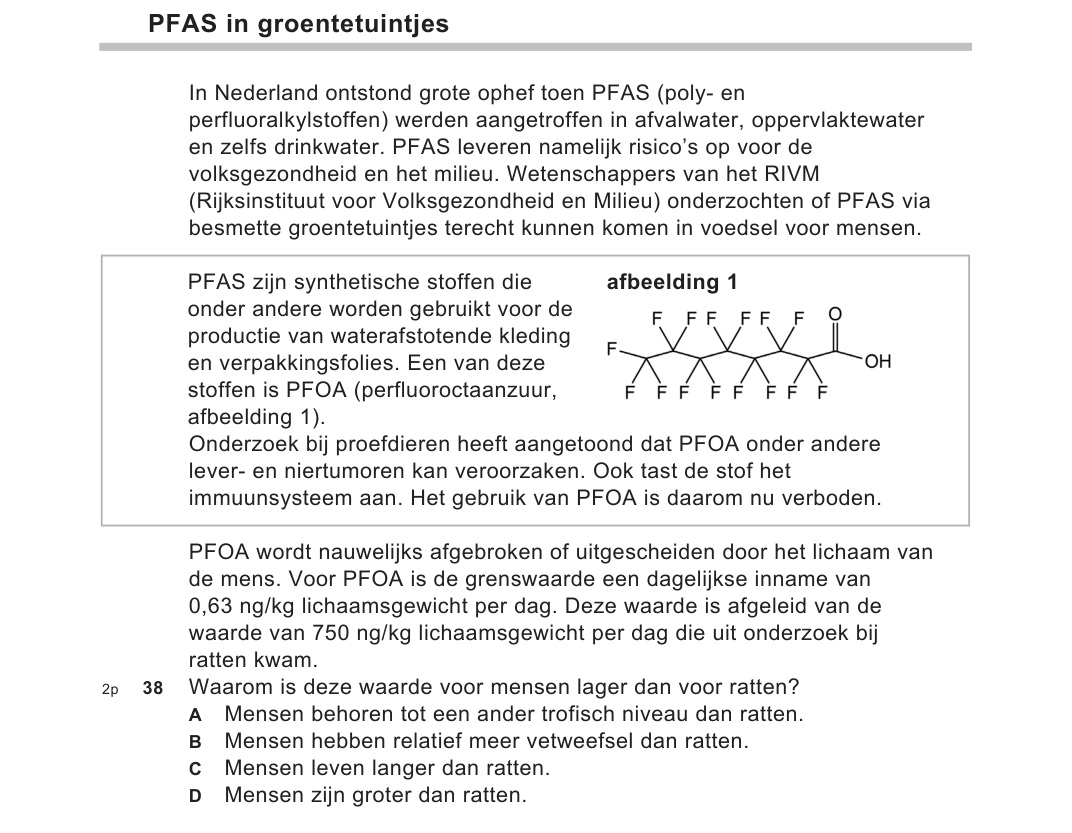 PFAS in groentetuintjes
In Nederland ontstond grote ophef toen PFAS (poly- en
perfluoralkylstoffen) werden aangetroffen in afvalwater, oppervlaktewater
en zelfs drinkwater. PFAS leveren namelijk risico's op voor de
volksgezondheid en het milieu. Wetenschappers van het RIVM
(Rijksinstituut voor Volksgezondheid en Milieu) onderzochten of PFAS via
besmette groentetuintjes terecht kunnen komen in voedsel voor mensen.
PFAS zijn synthetische stoffen die
onder andere worden gebruikt voor de
productie van waterafstotende kleding
en verpakkingsfolies. Een van deze
stoffen is PFOA (perfluoroctaanzuur,
afbeelding 1).
afbeelding 1
F F F F F F O
F
OH
F F F F F F F F
Onderzoek bij proefdieren heeft aangetoond dat PFOA onder andere
lever- en niertumoren kan veroorzaken. Ook tast de stof het
immuunsysteem aan. Het gebruik van PFOA is daarom nu verboden.
PFOA wordt nauwelijks afgebroken of uitgescheiden door het lichaam van
de mens. Voor PFOA is de grenswaarde een dagelijkse inname van
0,63 ng/kg lichaamsgewicht per dag. Deze waarde is afgeleid van de
waarde van 750 ng/kg lichaamsgewicht per dag die uit onderzoek bij
ratten kwam.
2p 38 Waarom is deze waarde voor mensen lager dan voor ratten?
A Mensen behoren tot een ander trofisch niveau dan ratten.
B Mensen hebben relatief meer vetweefsel dan ratten.
C Mensen leven langer dan ratten.
D Mensen zijn groter dan ratten.